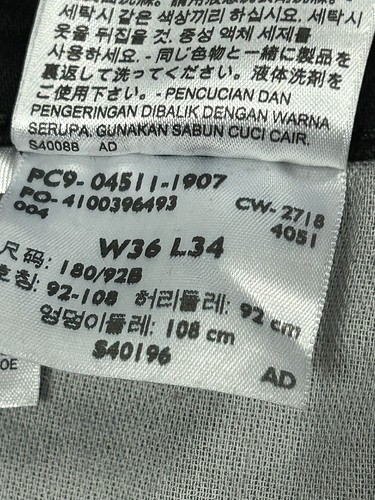 세탁시 같은 색상끼리 하십시요. 세탁시
옷을 뒤집을 것. 중성 액체 세제를
사용하세요. - 同じ色物と一緒に製品を
裏返して洗ってください。液体洗剤を
ご使用下さい。- PENCUCIAN DAN
PENGERINGAN DIBALIK DENGAN WARNA
SERUPA. GUNAKAN SABUN CUCI CAIR.
S40088 AD
PC9-04511-1907
PO-4100396493
004
CW-2718
4051
W36 L34
尺码: 180/92B
호칭: 92-108 허리둘레: 92 cm
엉덩이둘레: 108 cm
S40196
AD
OE